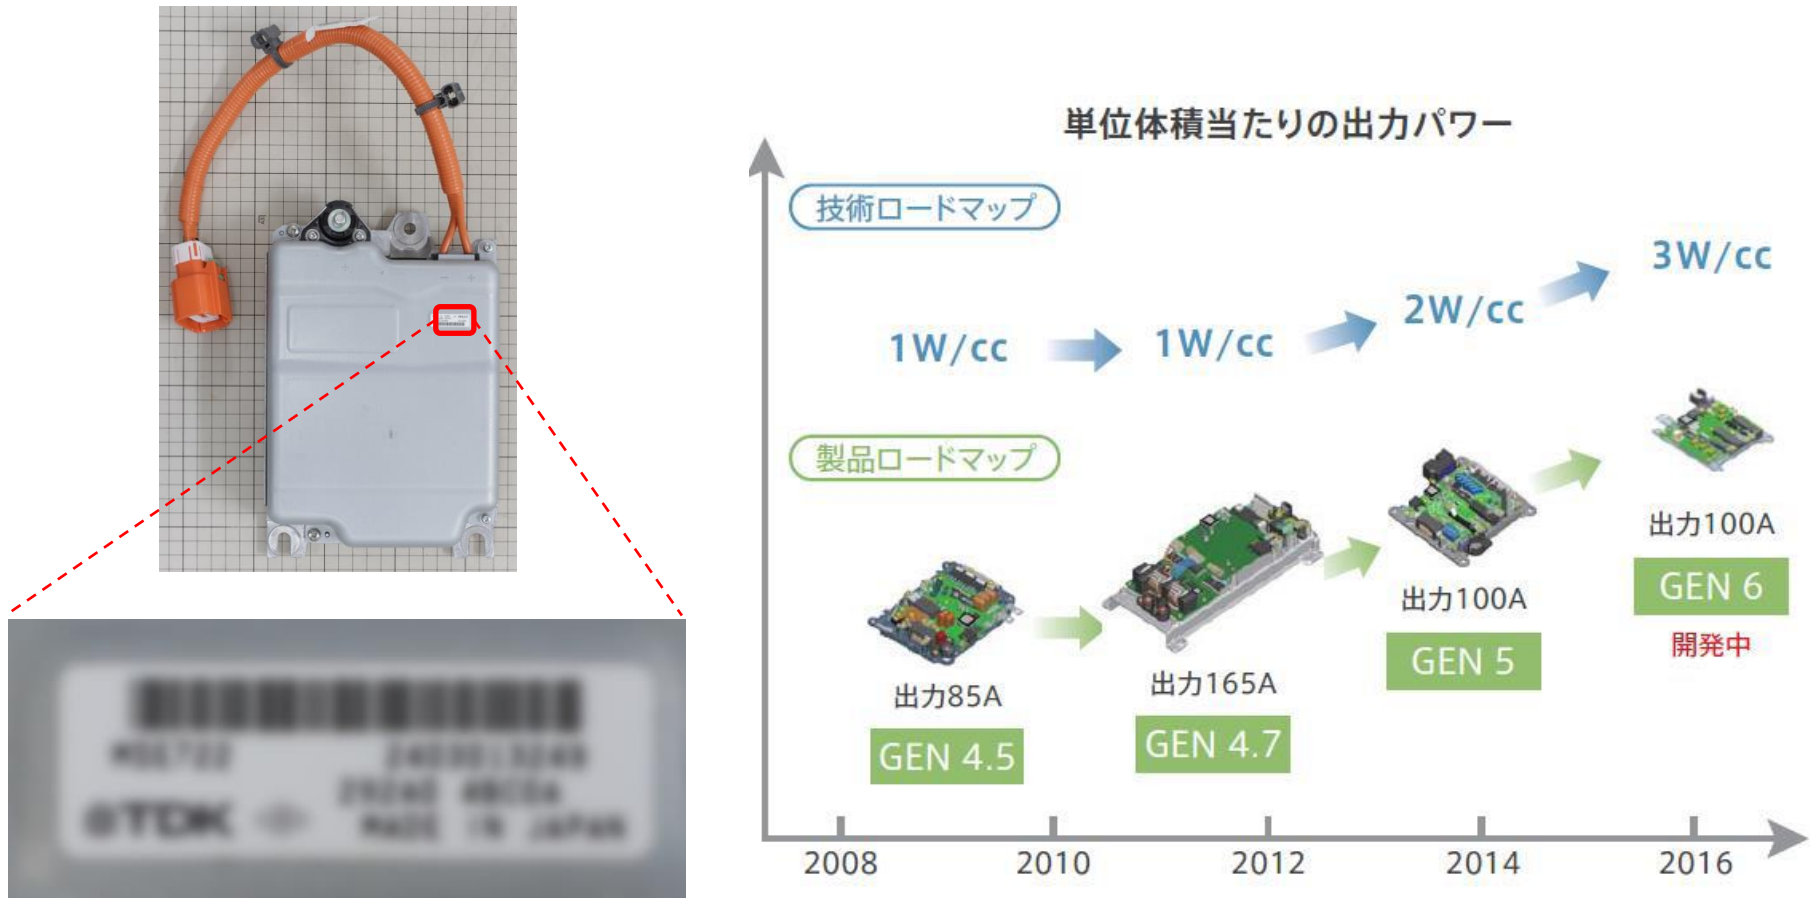 単位体積当たりの出力パワー
技術ロードマップ
1W/cc
1W/cc
2W/cc
3W/cc
製品ロードマップ
出力85A
GEN 4.5
出力165A
GEN 4.7
出力100A
GEN 5
出力100A
GEN 6
開発中
2008
2010
2012
2014
2016
TDK
MADE IN JAPAN